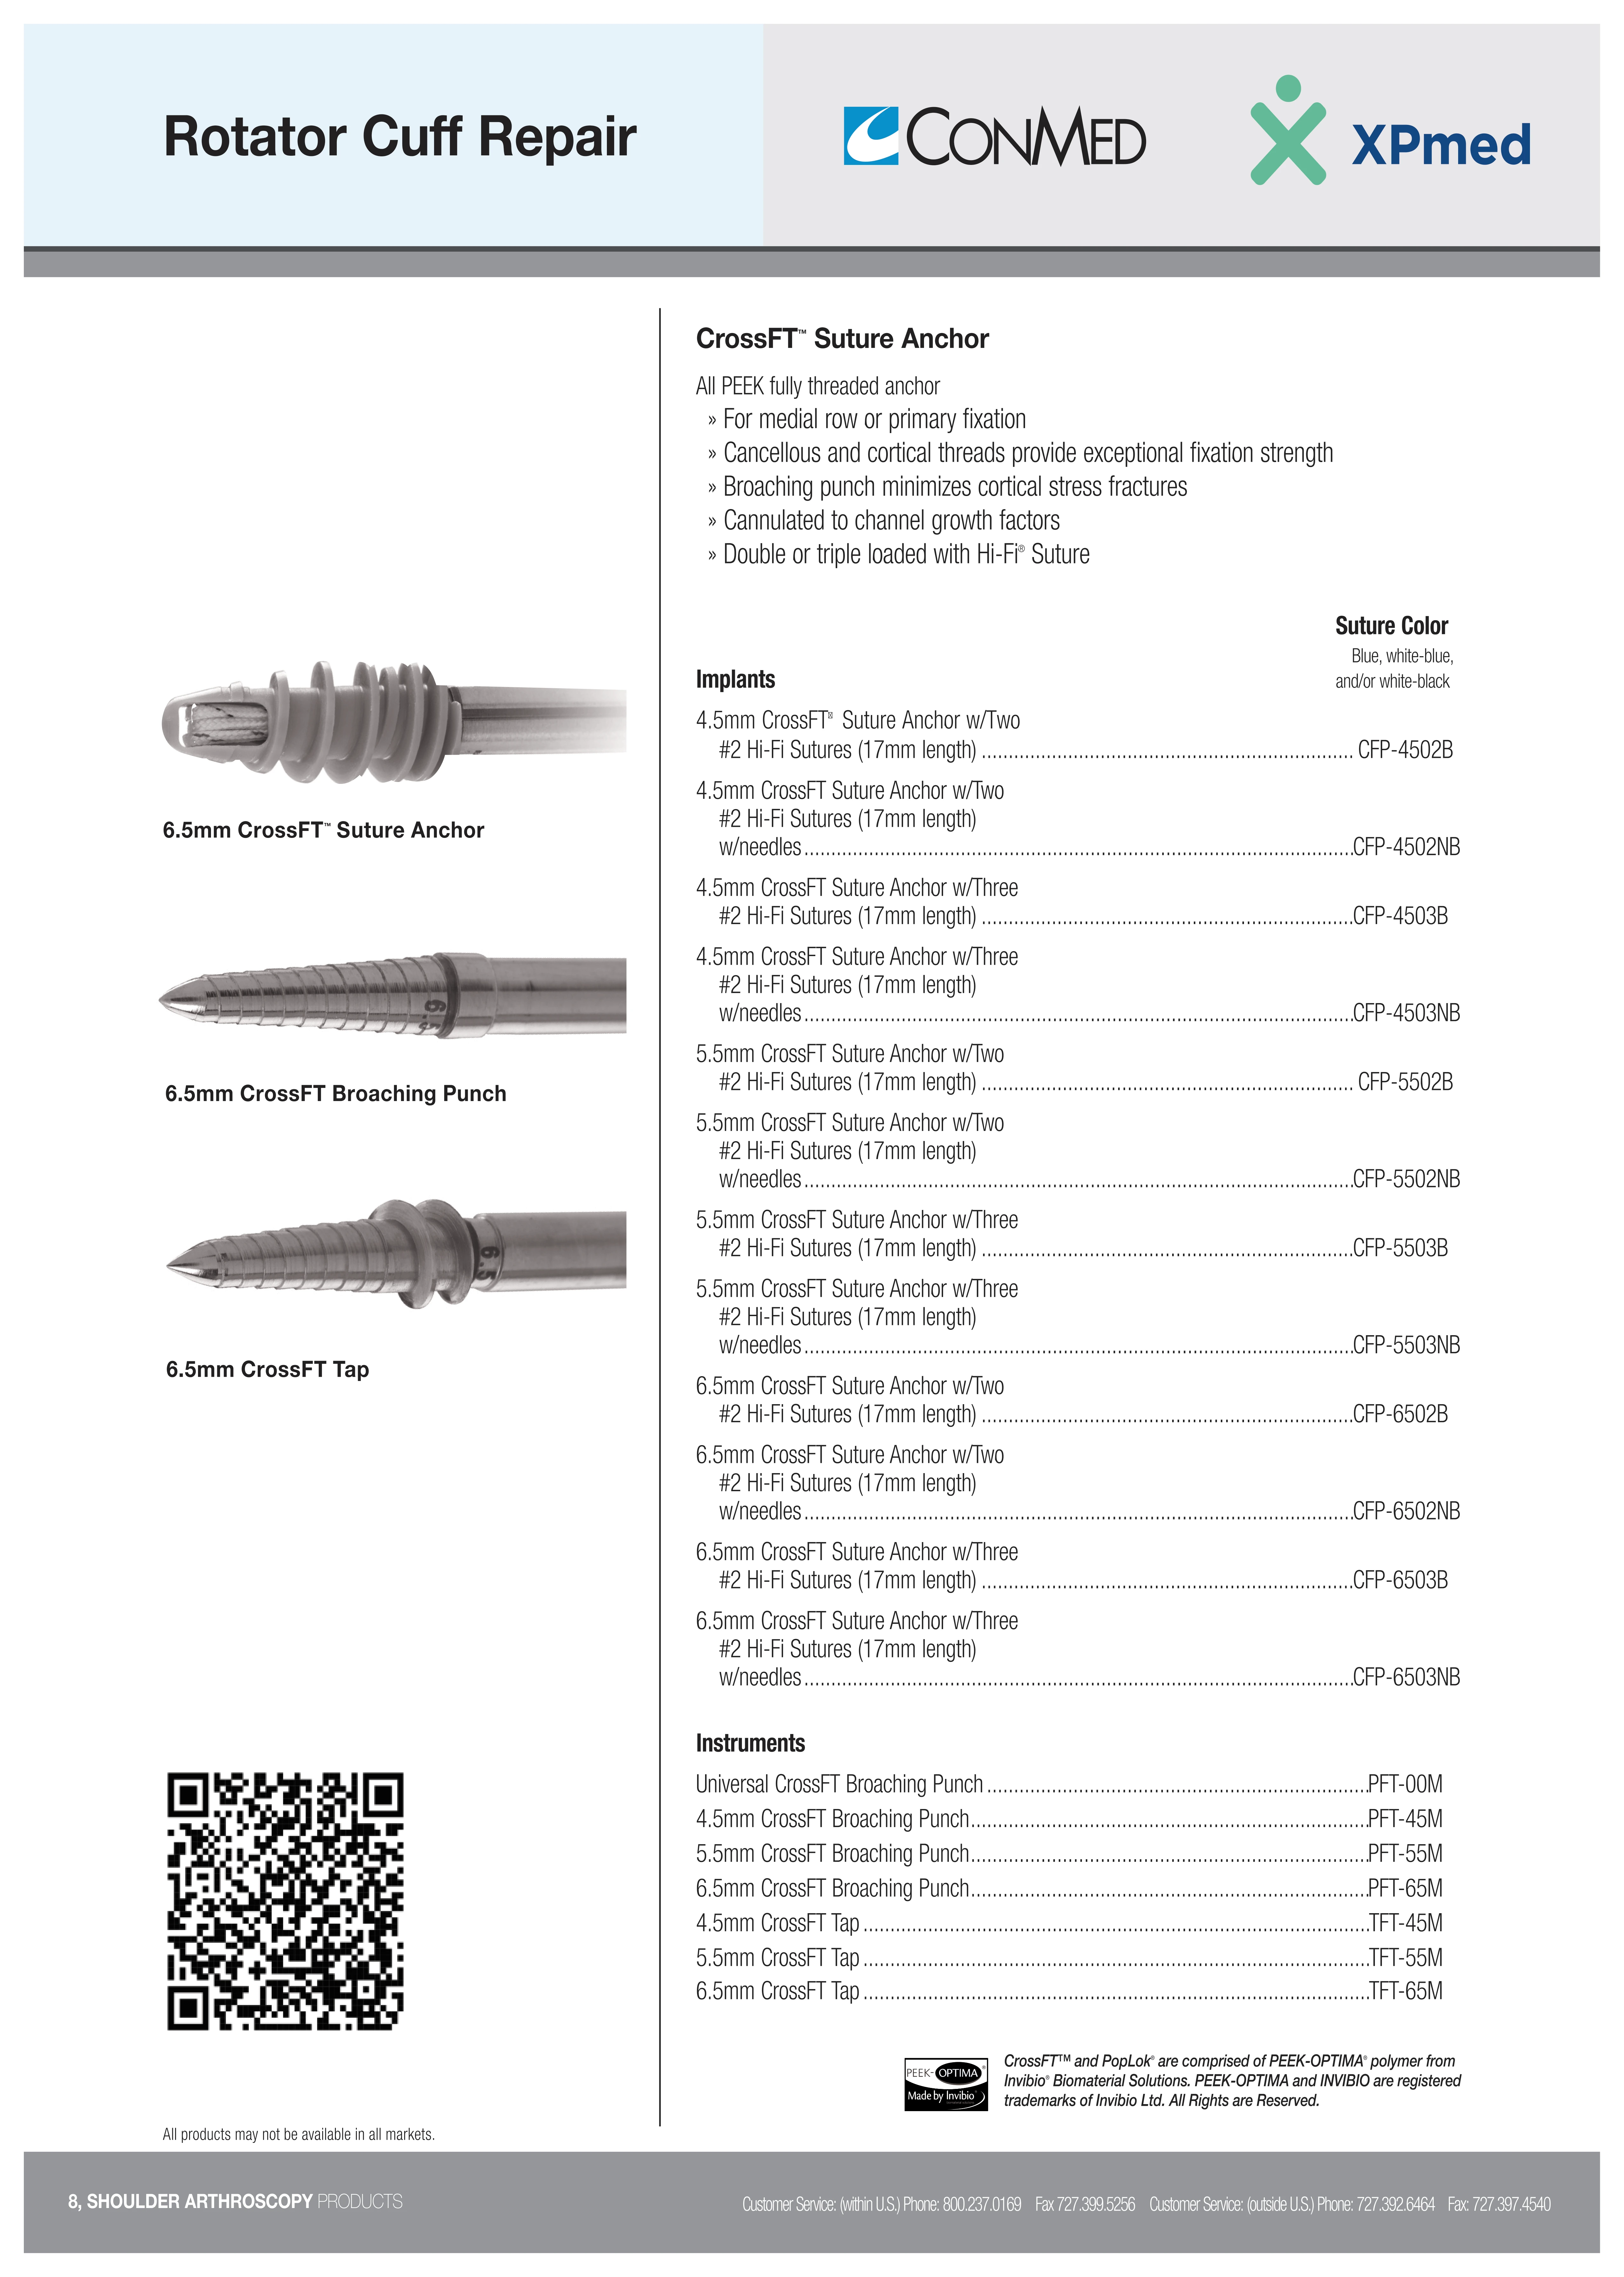 Rotator Cuff Repair
CONMED
XPmed
CrossFT™ Suture Anchor
All PEEK fully threaded anchor
» For medial row or primary fixation
» Cancellous and cortical threads provide exceptional fixation strength
» Broaching punch minimizes cortical stress fractures
» Cannulated to channel growth factors
» Double or triple loaded with Hi-Fi® Suture
Suture Color
Blue, white-blue,
and/or white-black
Implants
4.5mm CrossFT Suture Anchor w/Two
#2 Hi-Fi Sutures (17mm length) ........ CFP-4502B
4.5mm CrossFT Suture Anchor w/Two
#2 Hi-Fi Sutures (17mm length)
w/needles ........ CFP-4502NB
4.5mm CrossFT Suture Anchor w/Three
#2 Hi-Fi Sutures (17mm length) ........ CFP-4503B
4.5mm CrossFT Suture Anchor w/Three
#2 Hi-Fi Sutures (17mm length)
w/needles ........ CFP-4503NB
5.5mm CrossFT Suture Anchor w/Two
#2 Hi-Fi Sutures (17mm length) ........ CFP-5502B
5.5mm CrossFT Suture Anchor w/Two
#2 Hi-Fi Sutures (17mm length)
w/needles ........ CFP-5502NB
5.5mm CrossFT Suture Anchor w/Three
#2 Hi-Fi Sutures (17mm length) ........ CFP-5503B
5.5mm CrossFT Suture Anchor w/Three
#2 Hi-Fi Sutures (17mm length)
w/needles ........ CFP-5503NB
6.5mm CrossFT Suture Anchor w/Two
#2 Hi-Fi Sutures (17mm length) ........ CFP-6502B
6.5mm CrossFT Suture Anchor w/Two
#2 Hi-Fi Sutures (17mm length)
w/needles ........ CFP-6502NB
6.5mm CrossFT Suture Anchor w/Three
#2 Hi-Fi Sutures (17mm length) ........ CFP-6503B
6.5mm CrossFT Suture Anchor w/Three
#2 Hi-Fi Sutures (17mm length)
w/needles ........ CFP-6503NB
Instruments
Universal CrossFT Broaching Punch ........ PFT-00M
4.5mm CrossFT Broaching Punch ........ PFT-45M
5.5mm CrossFT Broaching Punch ........ PFT-55M
6.5mm CrossFT Broaching Punch ........ PFT-65M
4.5mm CrossFT Tap ........ TFT-45M
5.5mm CrossFT Tap ........ TFT-55M
6.5mm CrossFT Tap ........ TFT-65M
6.5mm CrossFT™ Suture Anchor
6.5
6.5mm CrossFT Broaching Punch
6.5
6.5mm CrossFT Tap
PEEK-OPTIMA®
Made by Invibio
CrossFT™ and PopLok® are comprised of PEEK-OPTIMA® polymer from
Invibio® Biomaterial Solutions. PEEK-OPTIMA and INVIBIO are registered
trademarks of Invibio Ltd. All Rights are Reserved.
All products may not be available in all markets.
8, SHOULDER ARTHROSCOPY PRODUCTS
Customer Service: (within U.S.) Phone: 800.237.0169 Fax 727.399.5256 Customer Service: (outside U.S.) Phone: 727.392.6464 Fax: 727.397.4540